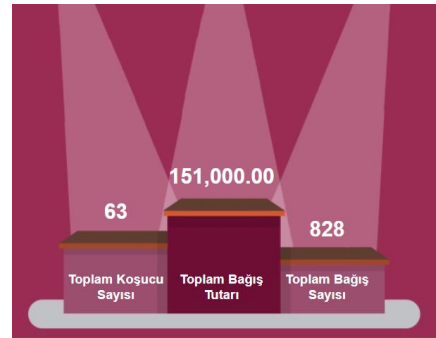 151,000.00
63
828
Toplam Koşucu
Sayısı
Toplam Bağış
Tutarı
Toplam Bağış
Sayısı